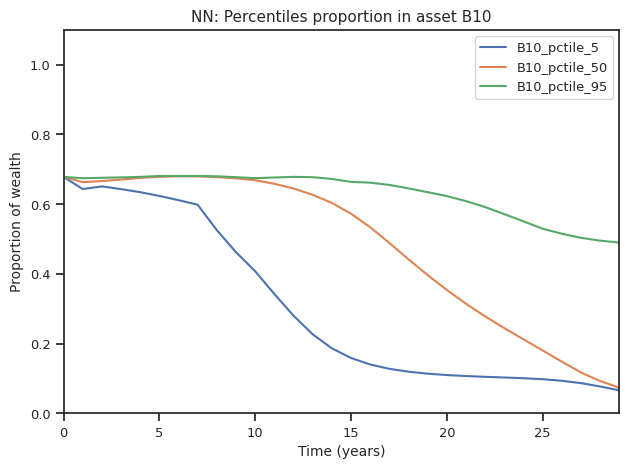 NN: Percentiles proportion in asset B10
B10_pctile_5
B10_pctile_50
B10_pctile_95
Proportion of wealth
1.0
0.8
0.6
0.4
0.2
0.0
0 5 10 15 20 25
Time (years)